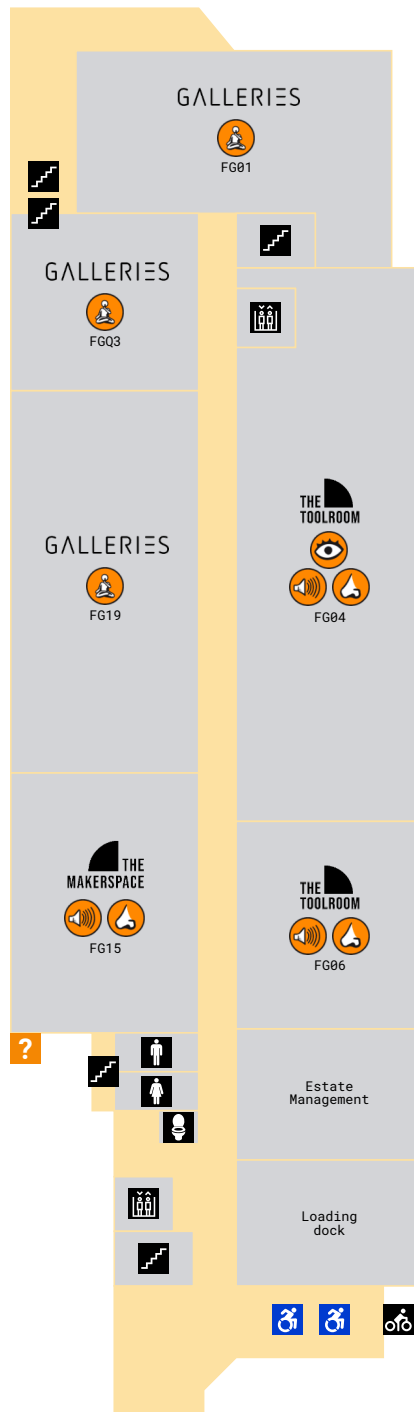 GALLERIES
FG01
GALLERIES
FGQ3
THE
TOOLROOM
FG04
GALLERIES
FG19
THE
MAKERSPACE
FG15
THE
TOOLROOM
FG06
?
Estate
Management
Loading
dock